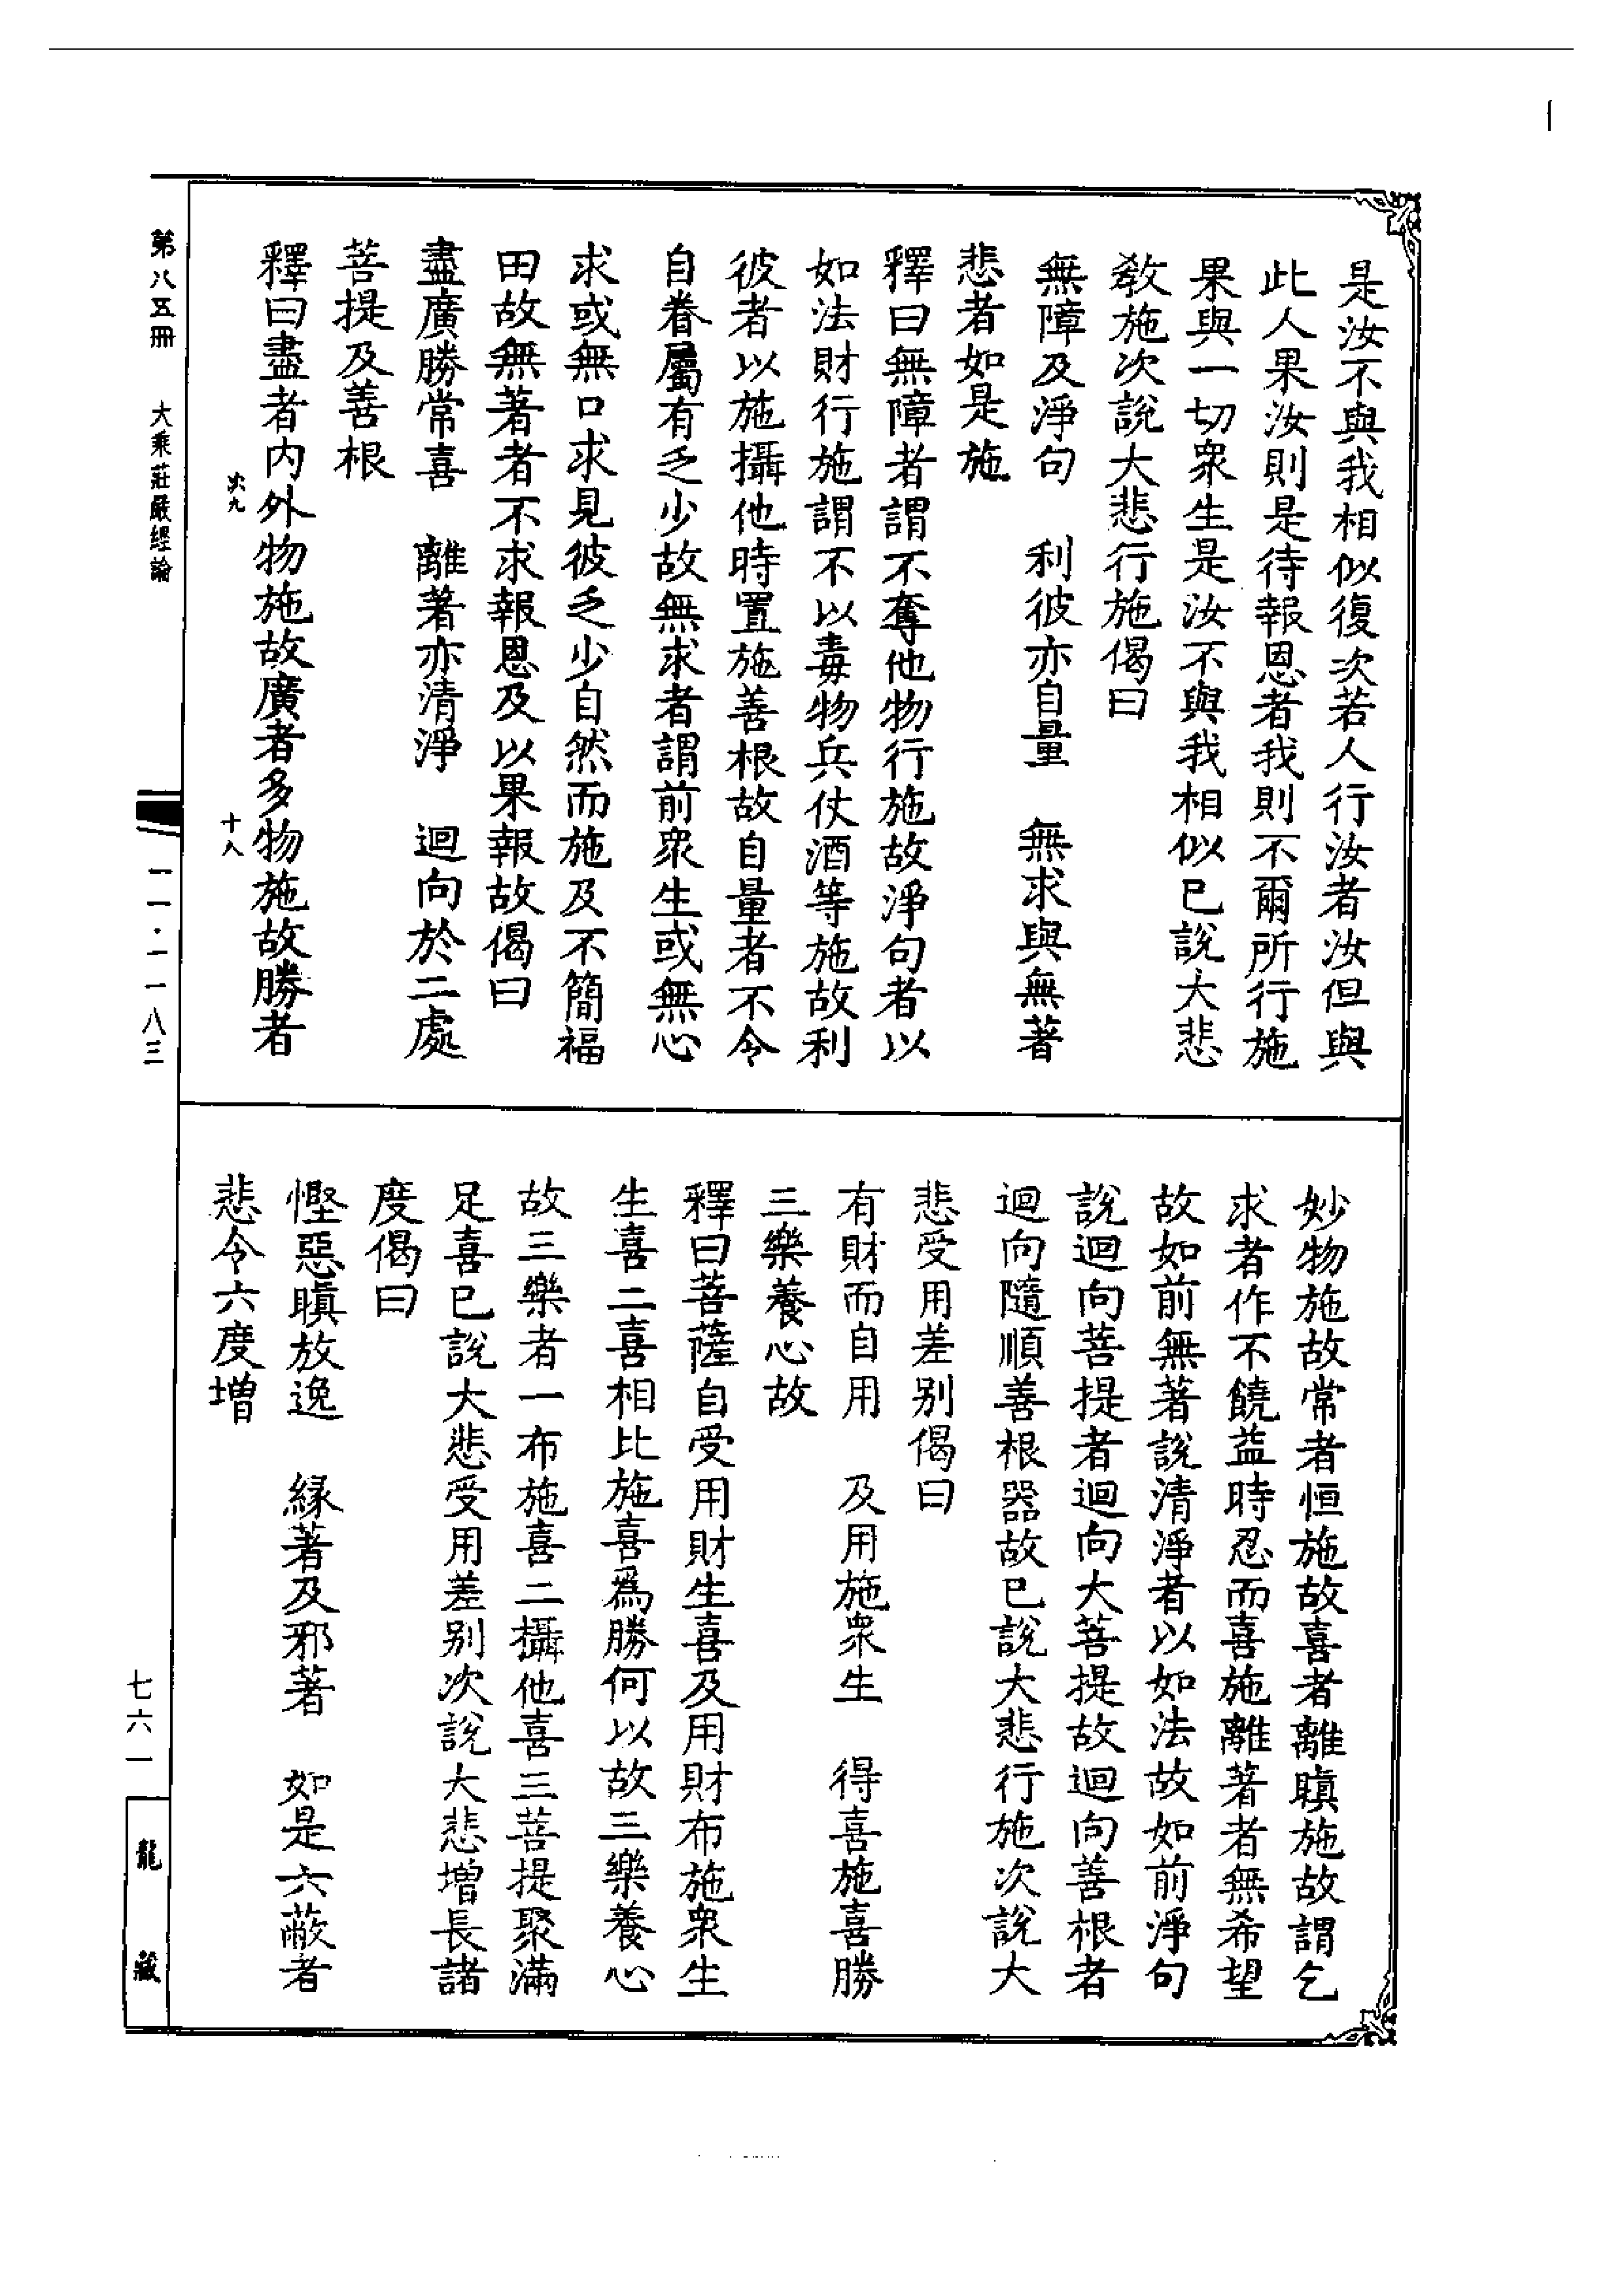 是汝不與我相似復次若人行汝者汝但與
此人果汝則是待報恩者我則不爾所行施
果與一切衆生是汝不與我相似已說大悲
教施次說大悲行施偈曰
無障及淨句　利彼亦自量　無求與無著
悲者如是施
釋曰無障者謂不奪他物行施故淨句者以
如法財行施謂不以毒物兵仗酒等施故利
彼者以施攝他時置施善根故自量者不令
自眷屬有乏少故無求者謂前衆生或無心
求或無口求見彼乏少自然而施及不簡福
田故無著者不求報恩及以果報故偈曰
盡廣勝常喜　離著亦清淨　迴向於二處
菩提及善根
釋曰盡者內外物施故廣者多物施故勝者
妙物施故常者恒施故喜者離瞋施故謂乞
求者作不饒益時忍而喜施離著者無希望
故如前無著說清淨者以如法故如前淨句
說迴向菩提者迴向大菩提故迴向善根者
迴向隨順善根器故已說大悲行施次說大
悲受用差别偈曰
有財而自用　及用施衆生　得喜施喜勝
三樂養心故
釋曰菩薩自受用財生喜及用財布施衆生
生喜二喜相比施喜爲勝何以故三樂養心
故三樂者一布施喜二攝他喜三菩提聚滿
足喜已說大悲受用差别次說大悲增長諸
度偈曰
慳惡瞋放逸　緣著及邪著　如是六蔽者
悲令六度增
第八五冊　大乘莊嚴經論
一一·一一八三
七六一
龍藏
十八